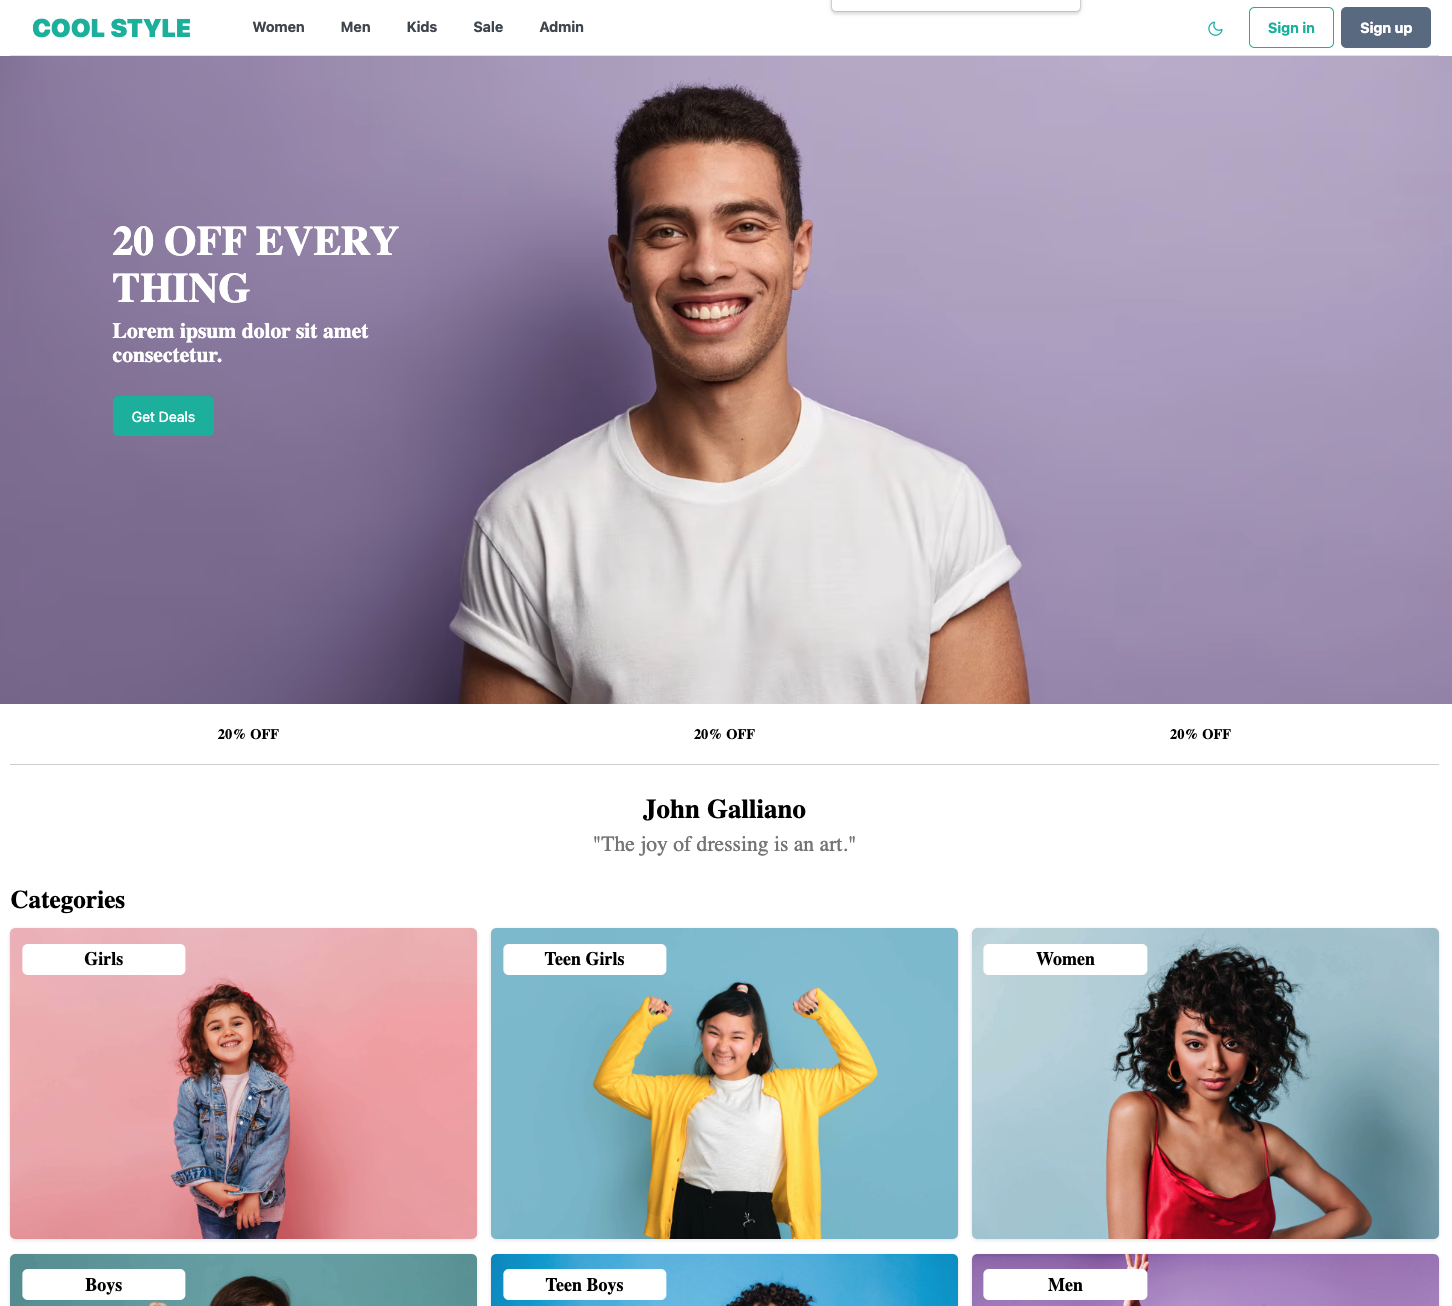 COOL STYLE Women Men Kids Sale Admin Sign in Sign up
20 OFF EVERY
THING
Lorem ipsum dolor sit amet
consectetur.
Get Deals
20% OFF 20% OFF 20% OFF
John Galliano
"The joy of dressing is an art."
Categories
Girls Teen Girls Women
Boys Teen Boys Men